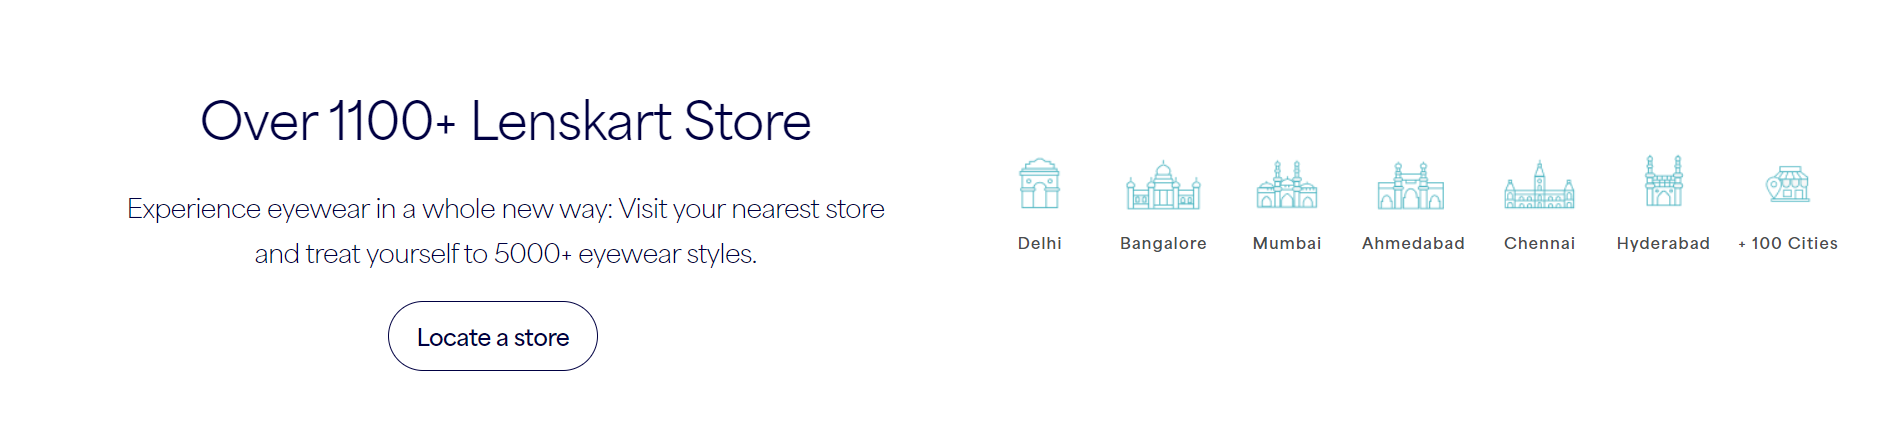 Over 1100+ Lenskart Store
Experience eyewear in a whole new way: Visit your nearest store
and treat yourself to 5000+ eyewear styles.
Locate a store
Delhi
Bangalore
Mumbai
Ahmedabad
Chennai
Hyderabad
+ 100 Cities